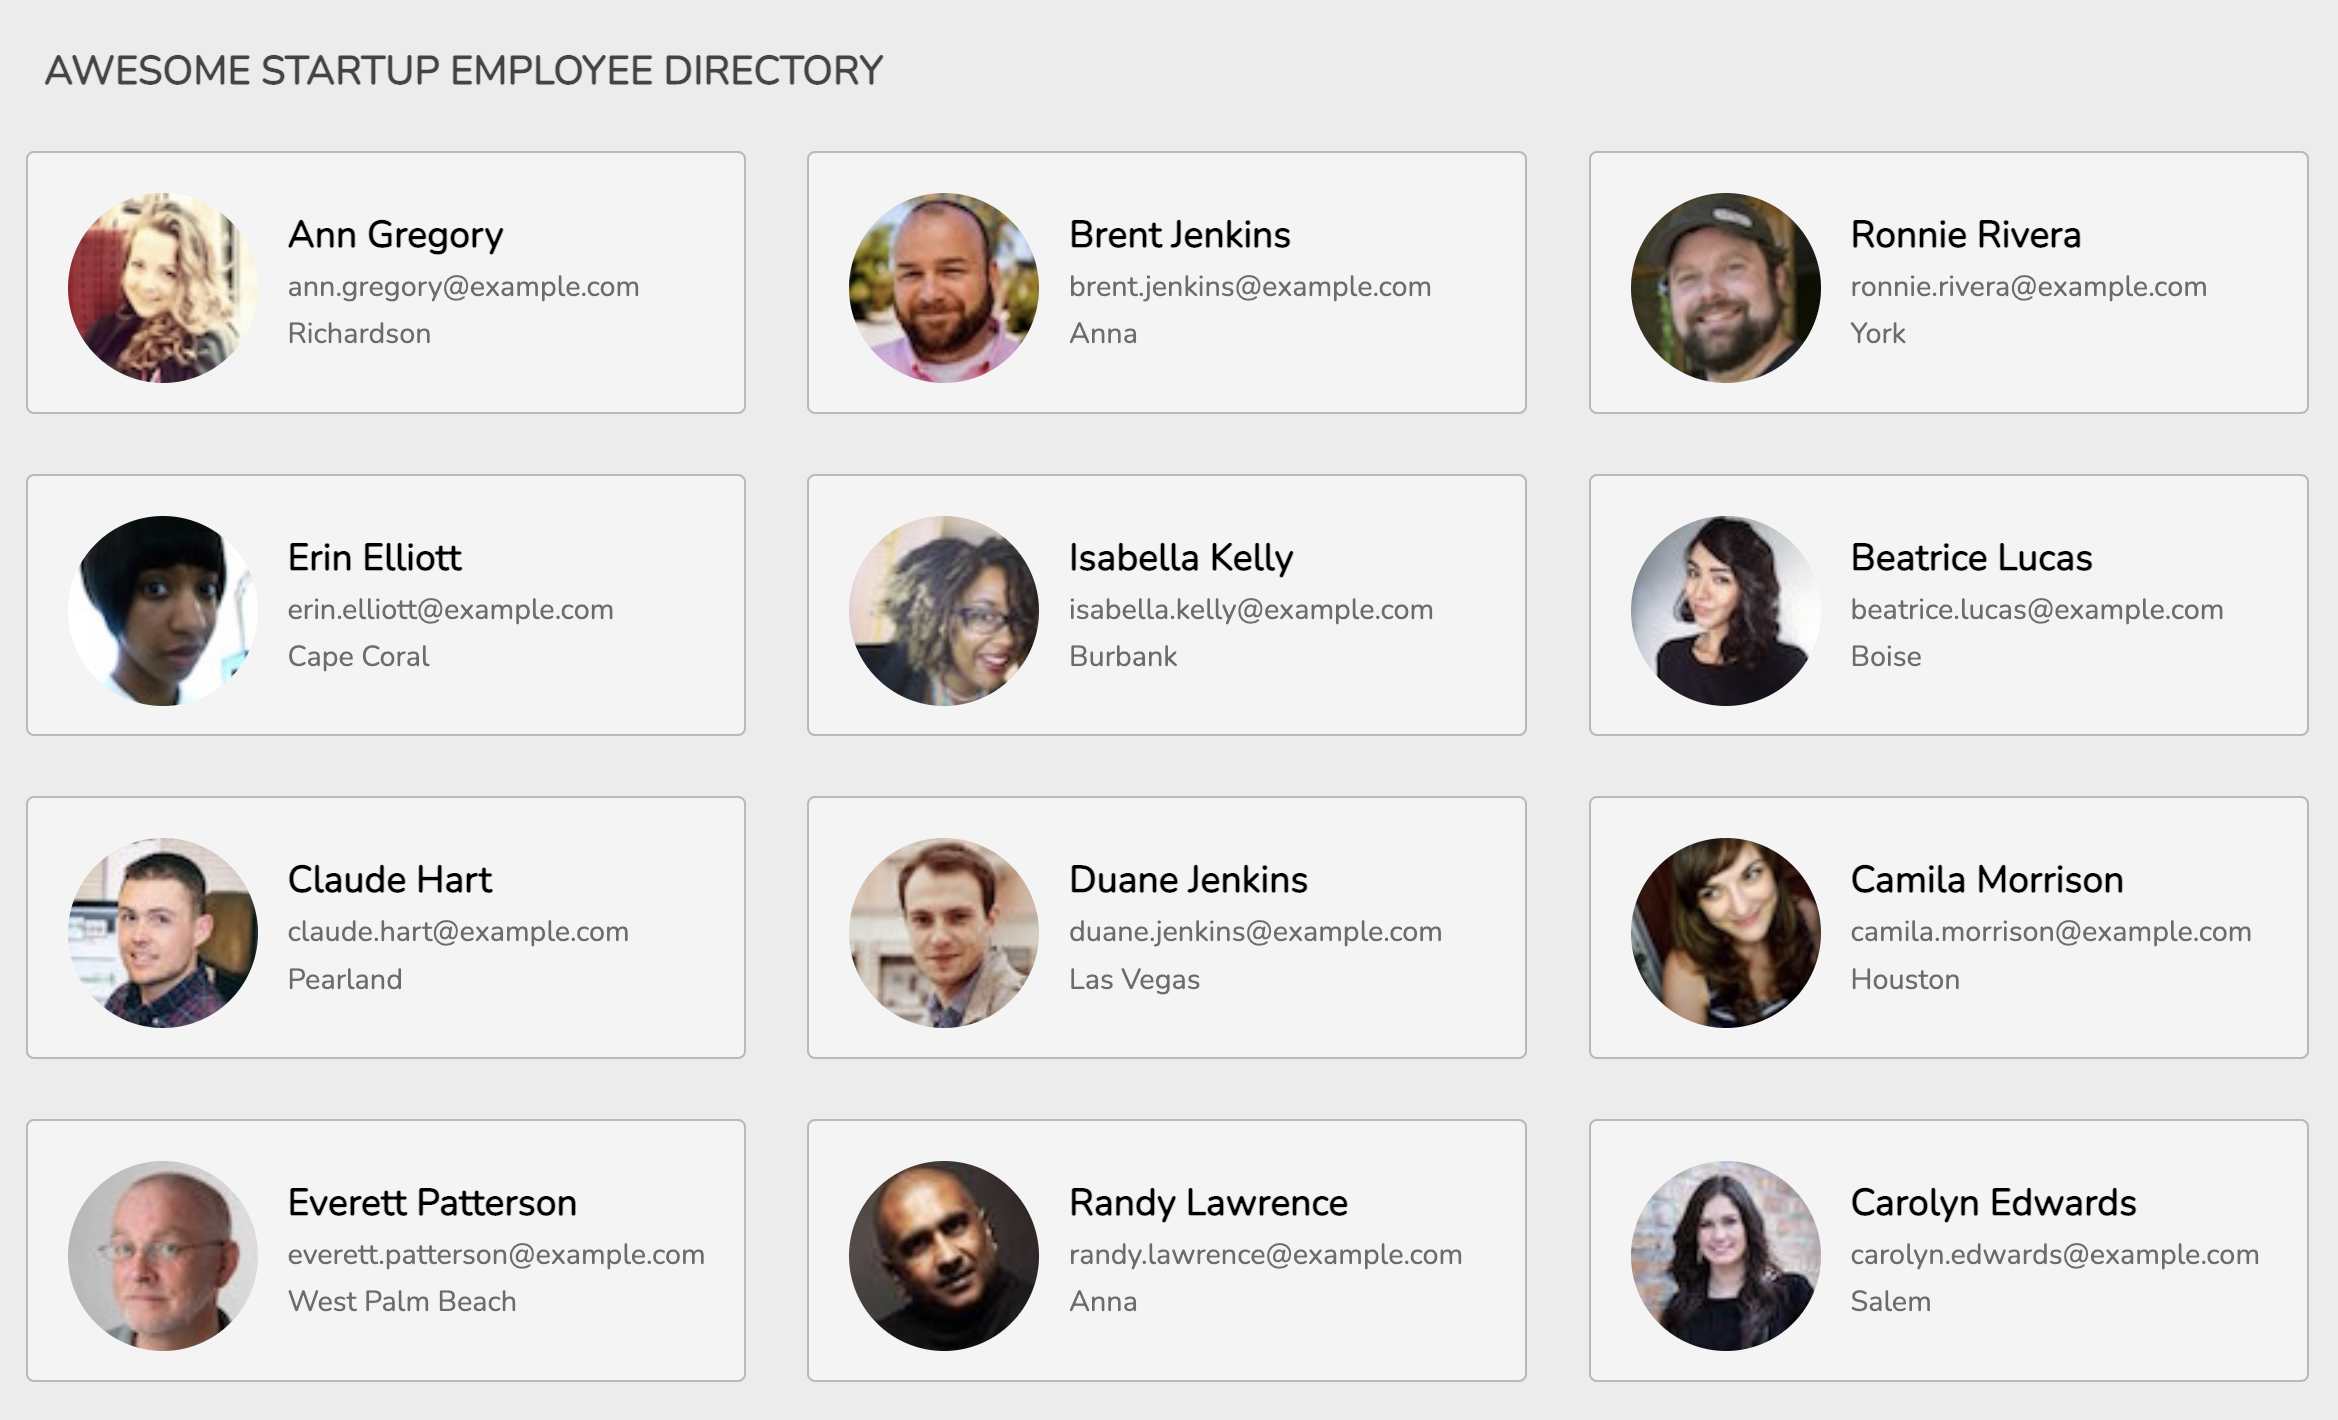 AWESOME STARTUP EMPLOYEE DIRECTORY
Ann Gregory
ann.gregory@example.com
Richardson
Brent Jenkins
brent.jenkins@example.com
Anna
Ronnie Rivera
ronnie.rivera@example.com
York
Erin Elliott
erin.elliott@example.com
Cape Coral
Isabella Kelly
isabella.kelly@example.com
Burbank
Beatrice Lucas
beatrice.lucas@example.com
Boise
Claude Hart
claude.hart@example.com
Pearland
Duane Jenkins
duane.jenkins@example.com
Las Vegas
Camila Morrison
camila.morrison@example.com
Houston
Everett Patterson
everett.patterson@example.com
West Palm Beach
Randy Lawrence
randy.lawrence@example.com
Anna
Carolyn Edwards
carolyn.edwards@example.com
Salem